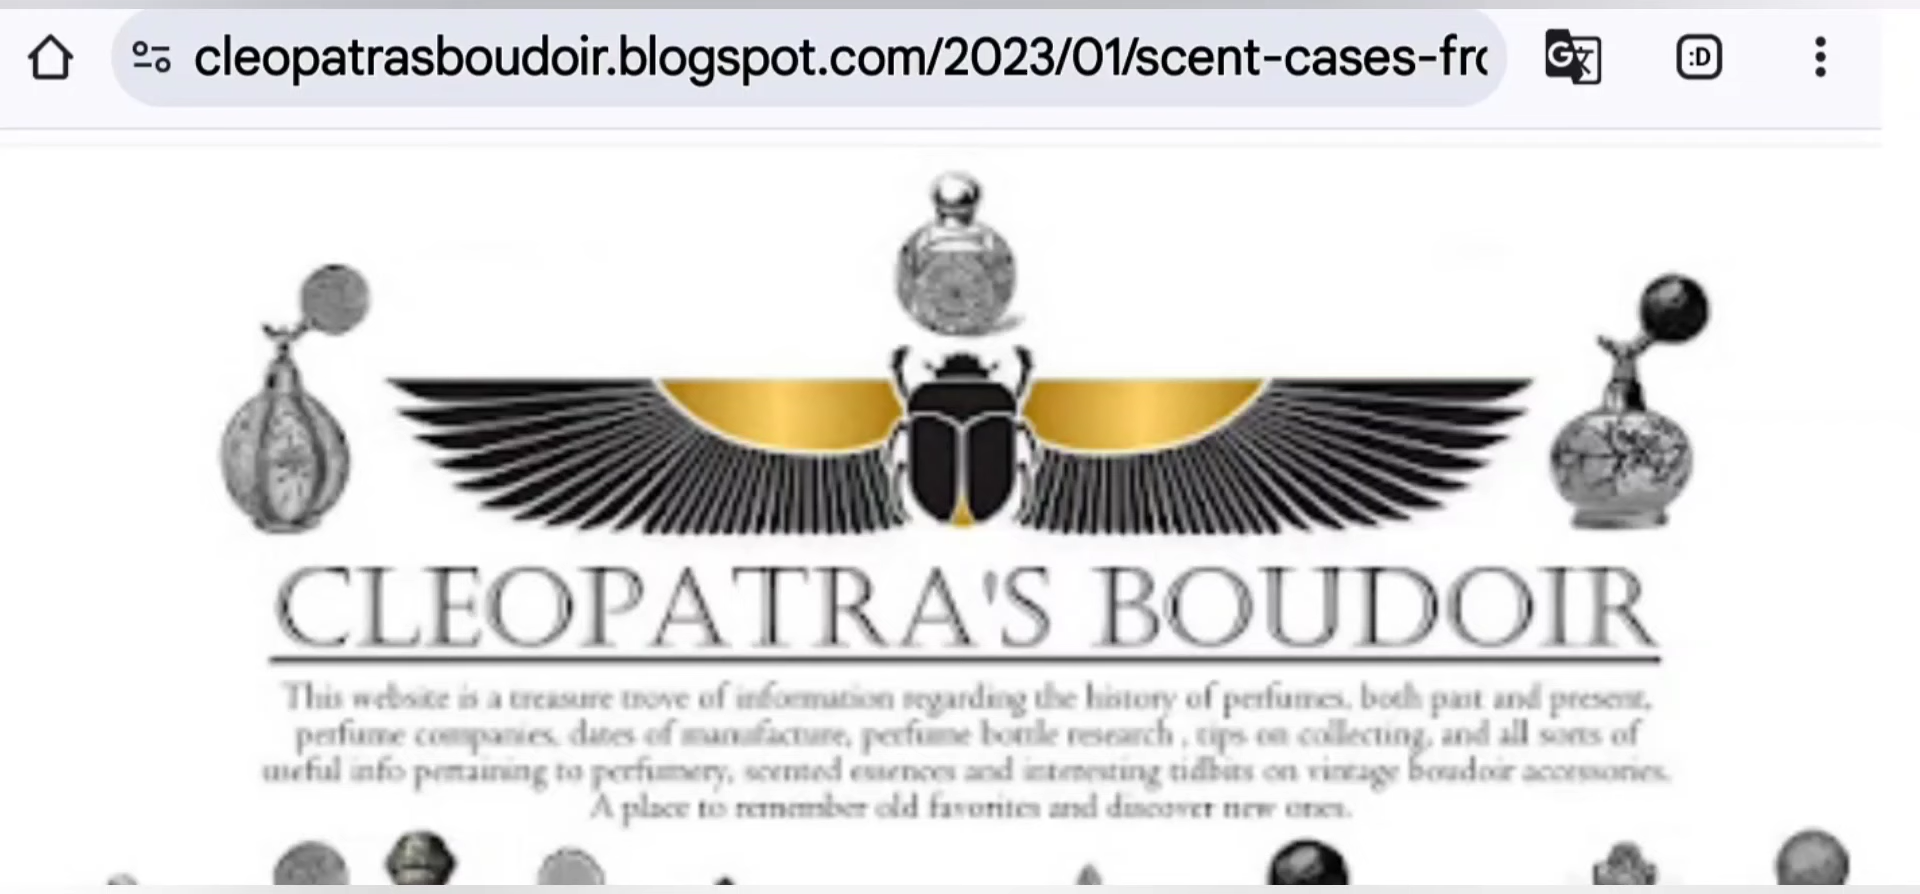 cleopatrasboudoir.blogspot.com/2023/01/scent-cases-fro
:D
CLEOPATRA'S BOUDOIR
This website is a treasure trove of information regarding the history of perfumes, both past and present,
perfume companies, dates of manufacture, perfume bottle research , tips on collecting, and all sorts of
useful info pertaining to perfumery, scented essences and interesting tidbits on vintage boudoir accessories.
A place to remember old favorites and discover new ones.